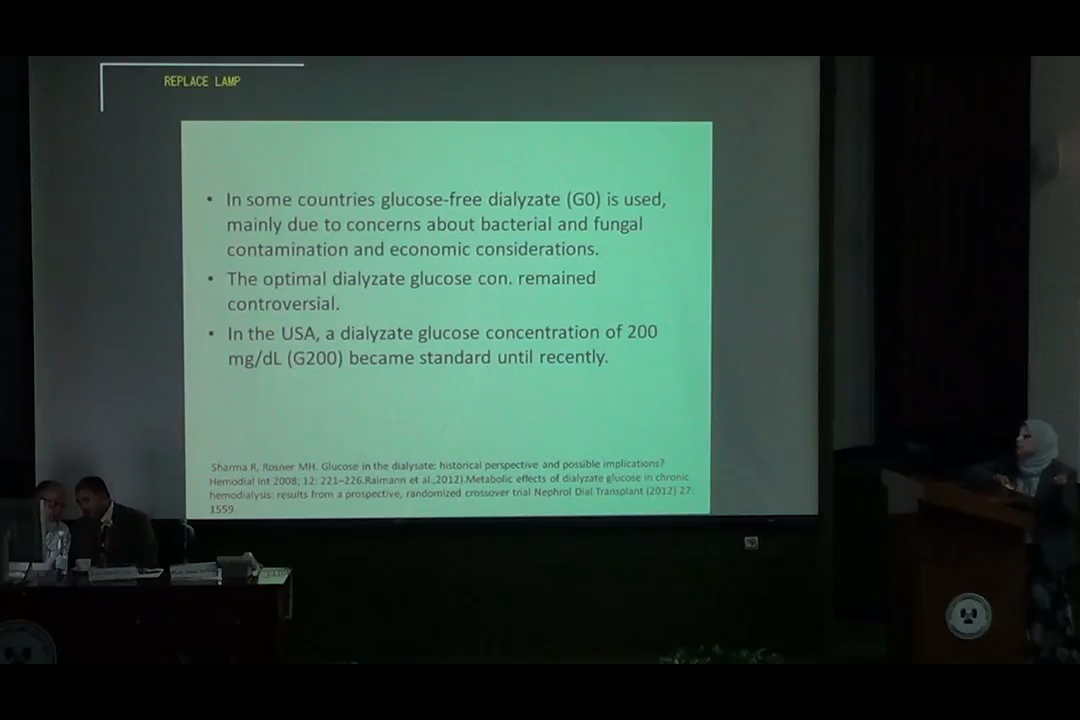 REPLACE LAMP
• In some countries glucose-free dialyzate (G0) is used,
mainly due to concerns about bacterial and fungal
contamination and economic considerations.
• The optimal dialyzate glucose con. remained
controversial.
• In the USA, a dialyzate glucose concentration of 200
mg/dL (G200) became standard until recently.
Sharma R, Rosner MH. Glucose in the dialysate: historical perspective and possible implications?
Hemodial Int 2008; 12: 221–226.Raimann et al.,2012).Metabolic effects of dialyzate glucose in chronic
hemodialysis: results from a prospective, randomized crossover trial Nephrol Dial Transplant (2012) 27:
1559.